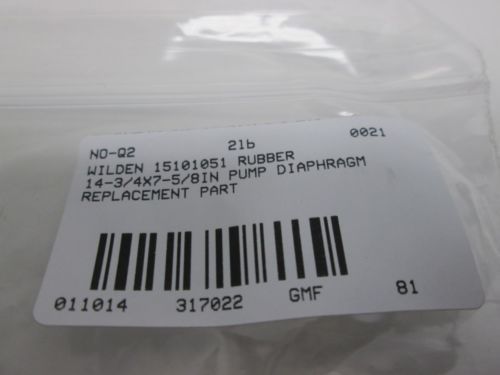 NO-Q2 21b 0021
WILDEN 15101051 RUBBER
14-3/4X7-5/8IN PUMP DIAPHRAGM
REPLACEMENT PART
011014 317022 GMF 81